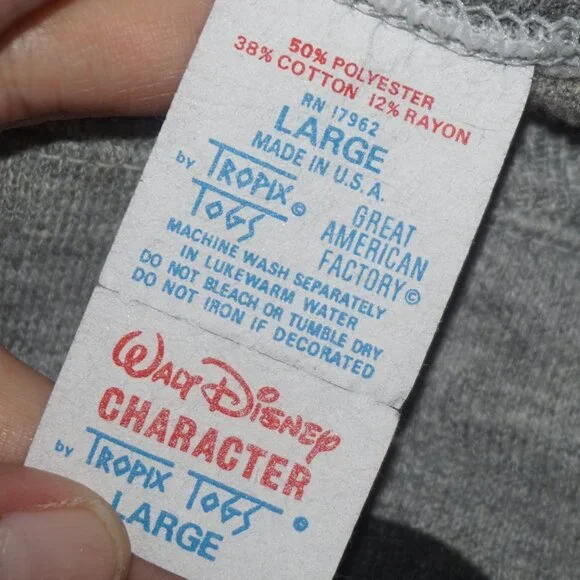 50% POLYESTER
38% COTTON 12% RAYON
RN 17962
LARGE
MADE IN U.S.A.
by TROPIX TOGS ©
GREAT
AMERICAN
FACTORY ©
MACHINE WASH SEPARATELY
IN LUKEWARM WATER
DO NOT BLEACH OR TUMBLE DRY
DO NOT IRON IF DECORATED
WALT DISNEY
CHARACTER
by TROPIX TOGS ©
LARGE